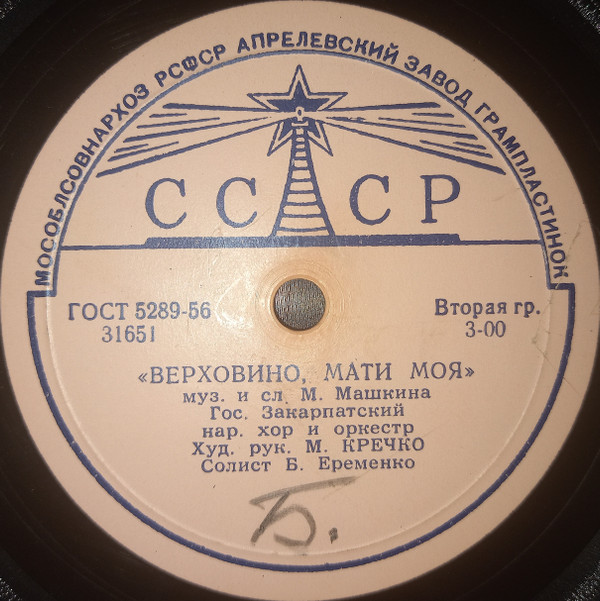 МОСОБЛСОВНАРХОЗ РСФСР АПРЕЛЕВСКИЙ ЗАВОД ГРАМПЛАСТИНОК
СССР
ГОСТ 5289-56
31651
Вторая гр.
3-00
«ВЕРХОВИНО, МАТИ МОЯ»
муз. и сл. М. Машкина
Гос. Закарпатский
нар. хор и оркестр
Худ. рук. М. КРЕЧКО
Солист Б. Еременко
Б.